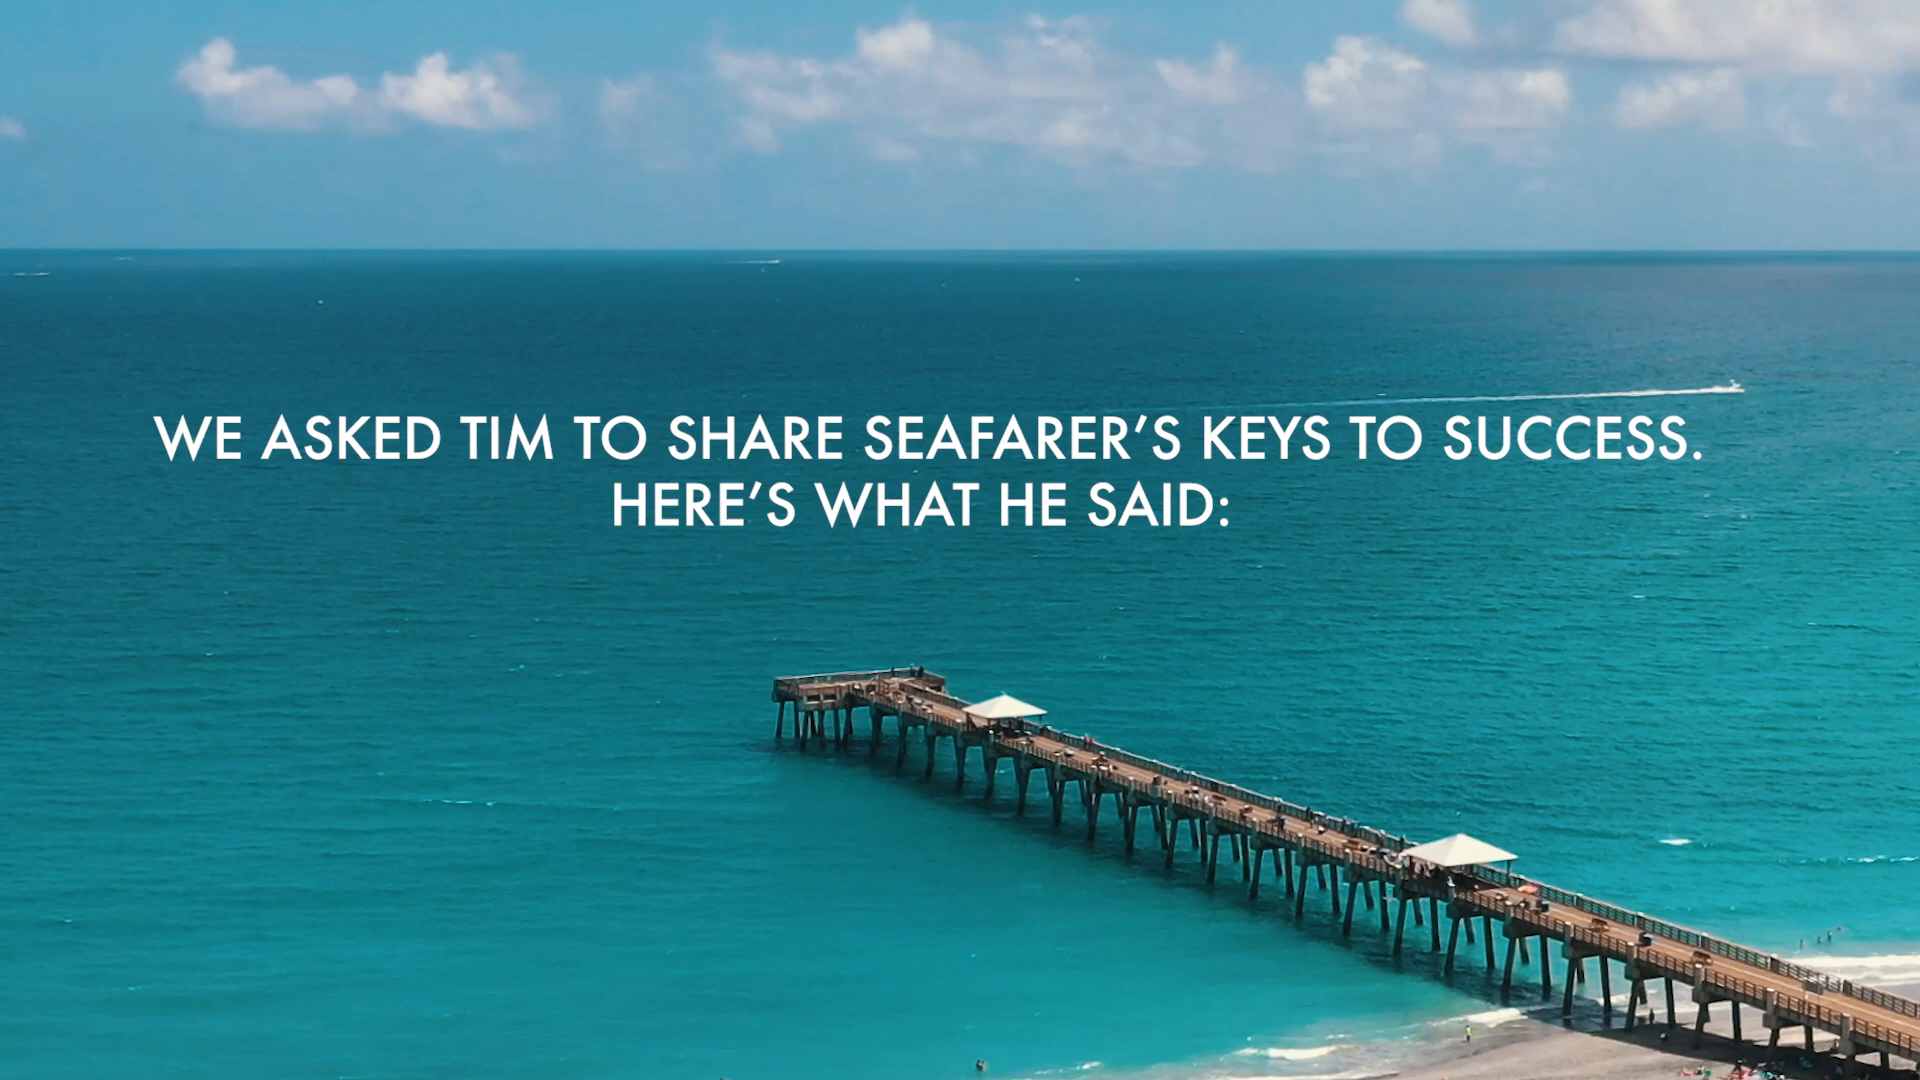 WE ASKED TIM TO SHARE SEAFARER’S KEYS TO SUCCESS.
HERE’S WHAT HE SAID: